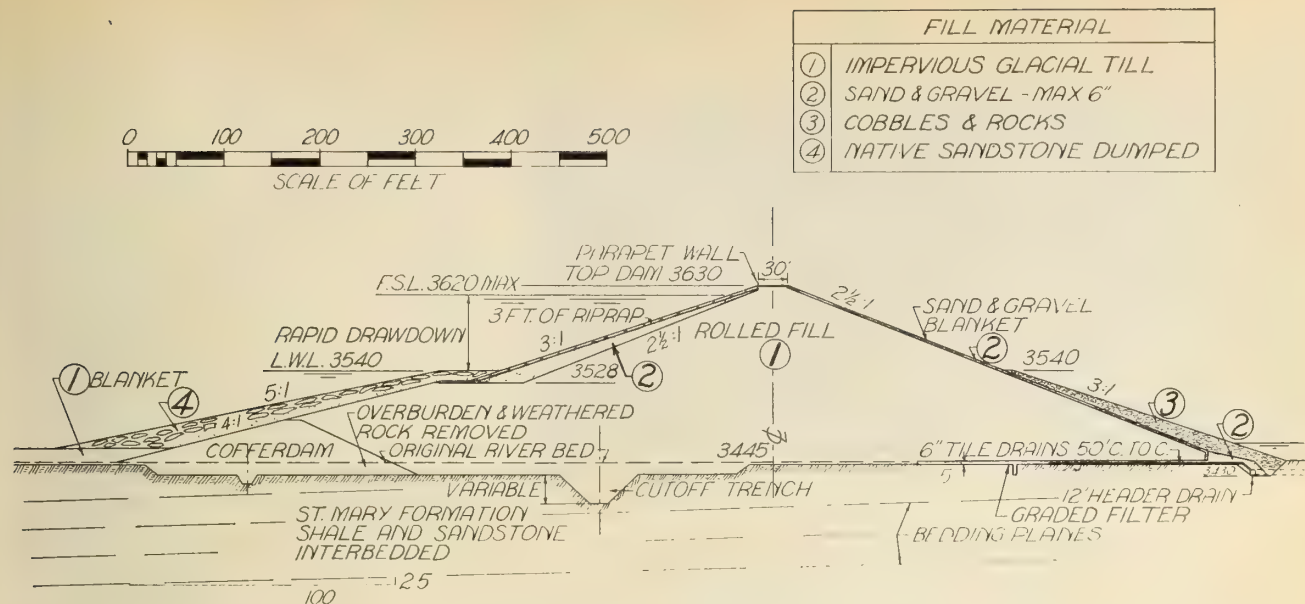 FILL MATERIAL
① IMPERVIOUS GLACIAL TILL
② SAND & GRAVEL - MAX 6"
③ COBBLES & ROCKS
④ NATIVE SANDSTONE DUMPED
0 100 200 300 400 500
SCALE OF FEET
PARAPET WALL
TOP DAM 3630
30'
F.S.L. 3620 MAX
3 FT. OF RIPRAP
RAPID DRAWDOWN
L.W.L. 3540
3:1
2½:1
ROLLED FILL
①
3528
②
2½:1
SAND & GRAVEL
BLANKET
②
3540
3:1
③
②
① BLANKET
④
5:1
4:1
COFFERDAM
OVERBURDEN & WEATHERED
ROCK REMOVED
ORIGINAL RIVER BED
3445
6" TILE DRAINS 50' C. TO C.
5'
3430
VARIABLE
CUTOFF TRENCH
12" HEADER DRAIN
GRADED FILTER
BEDDING PLANES
ST. MARY FORMATION
SHALE AND SANDSTONE
INTERBEDDED
2.5
100